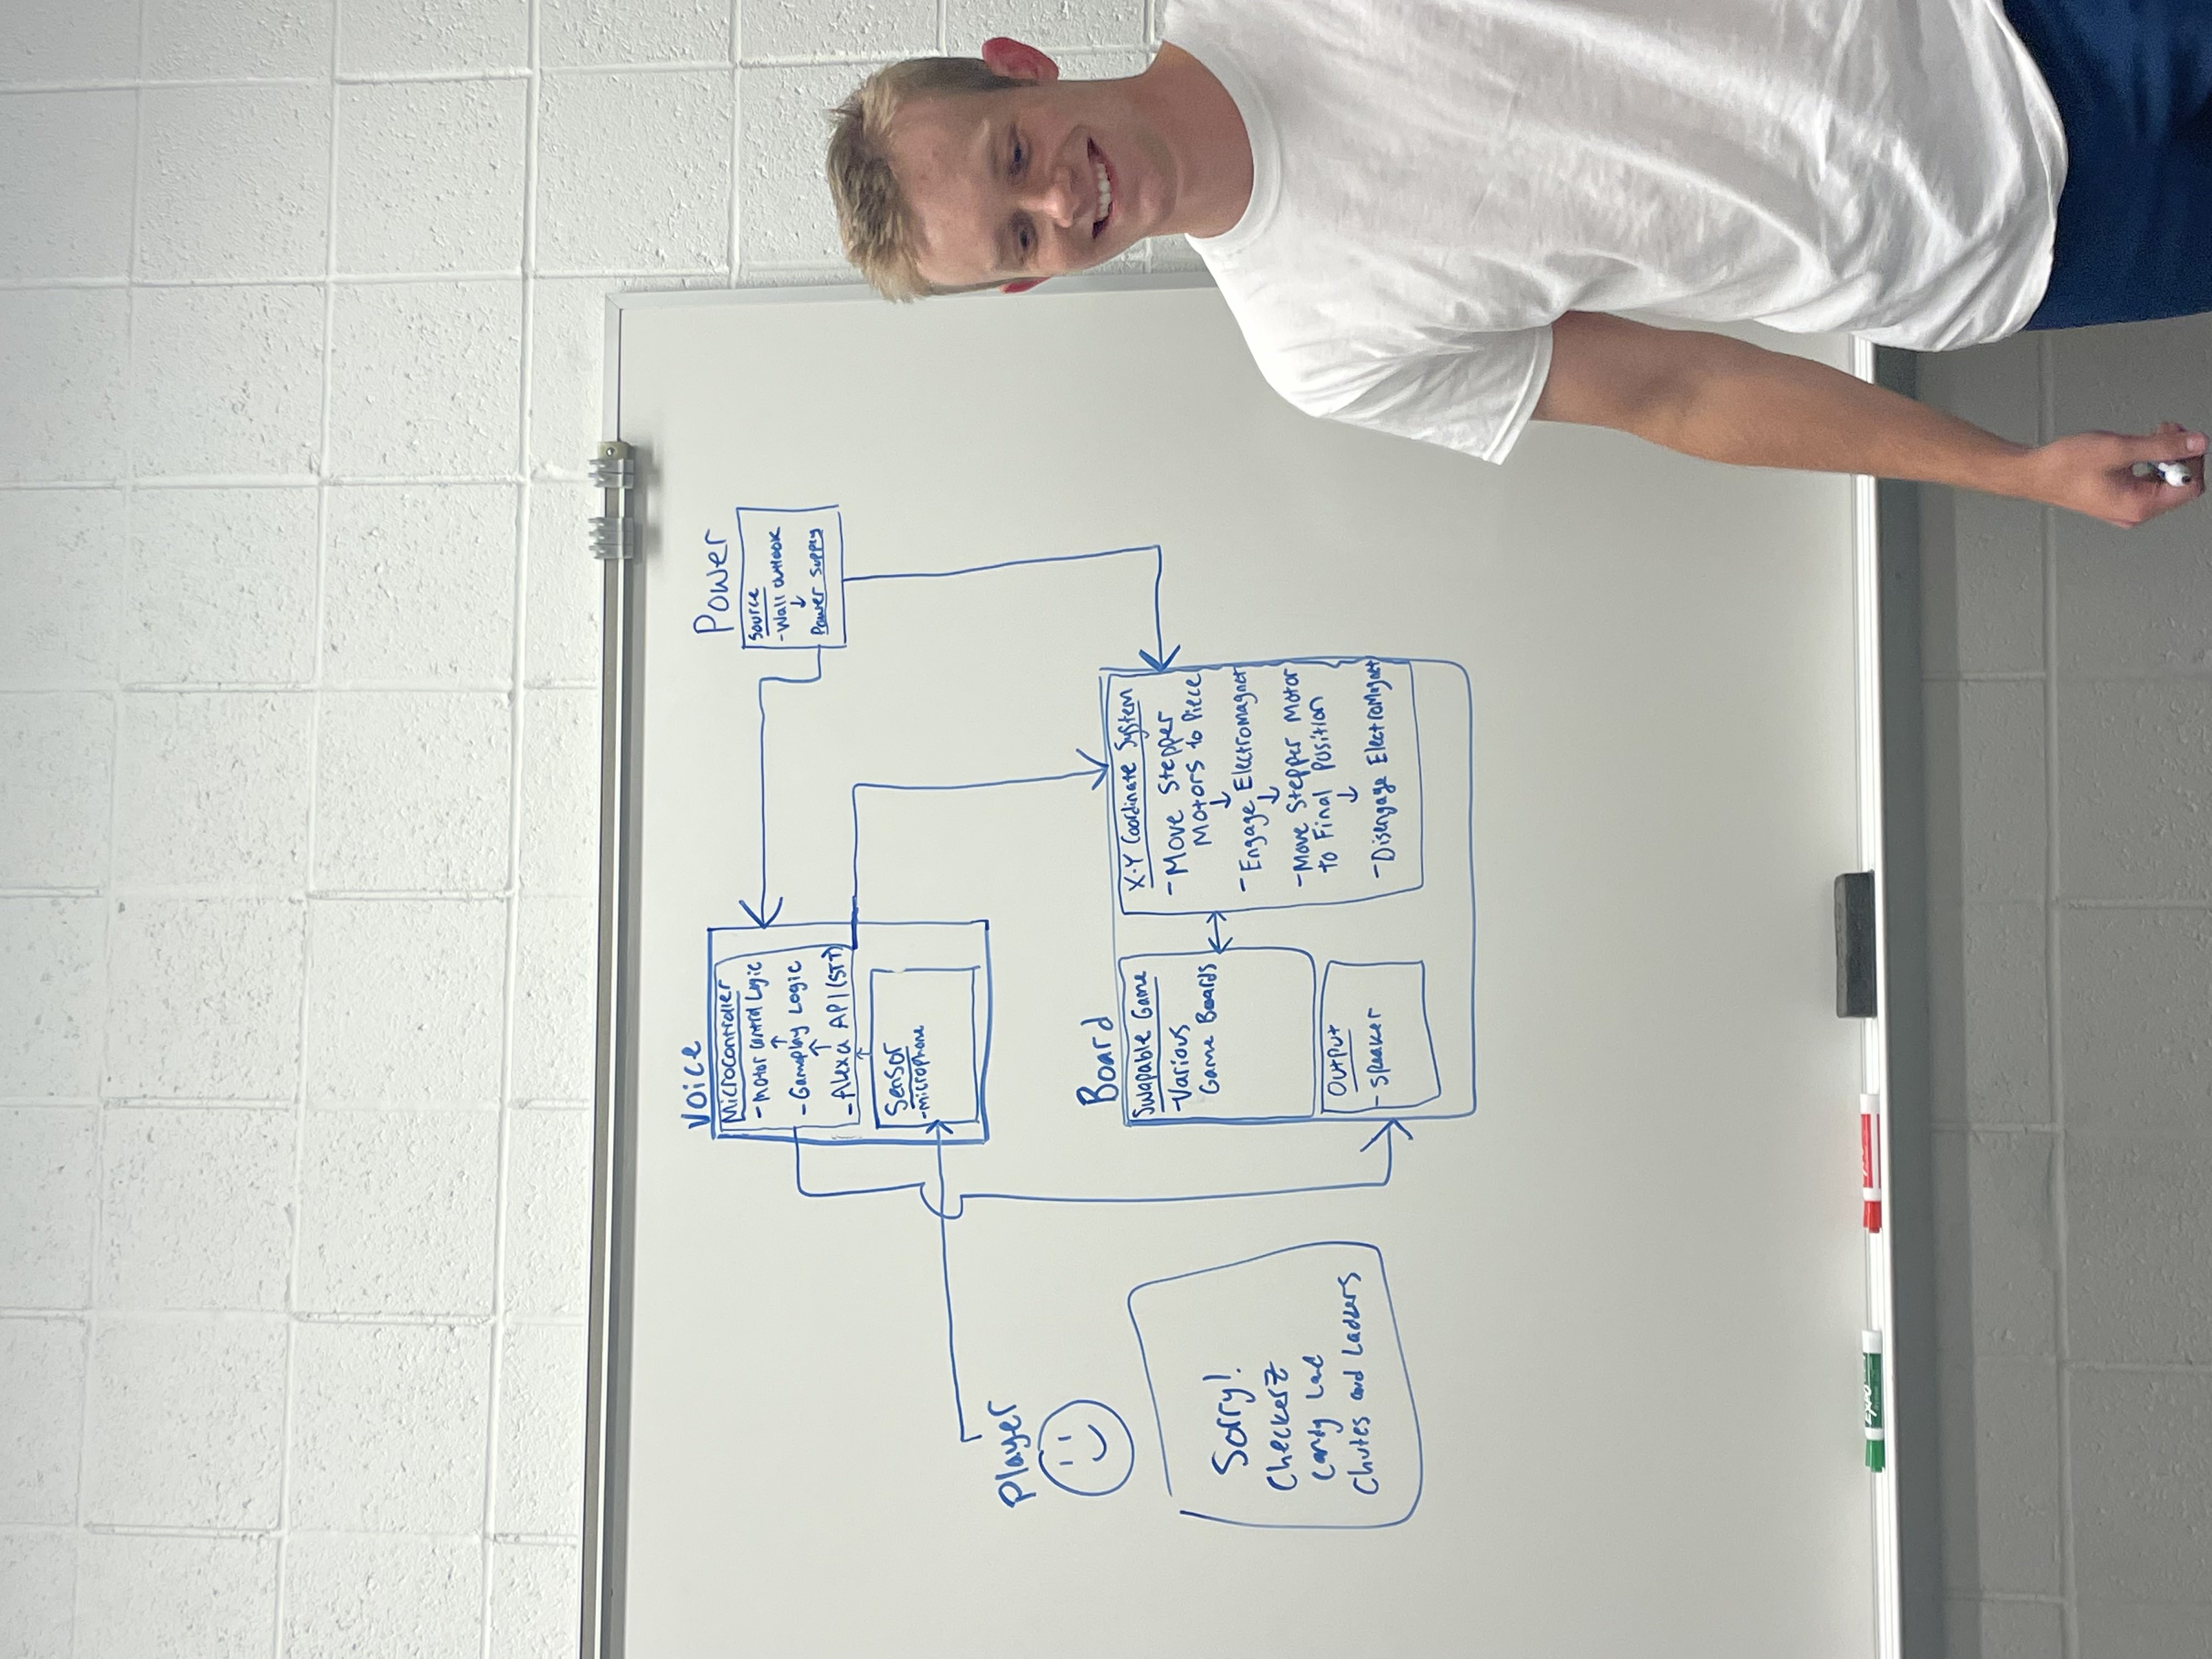 Voice
Microcontroller
- Motor Control Logic
↑
- Gameplay Logic
↑
- Alexa API (STT)
↑
Sensor
- microphone
Power
Source
- Wall outlook
↓
Power Supply
Player
Sorry!
CheckerZ
Candy Land
Chutes and Ladders
Board
Swapable Game
- Various
Game Boards
Output
- Speaker
X-Y Coordinate System
- Move Stepper
Motors to Piece
↓
- Engage Electromagnet
↓
- Move Stepper Motor
to Final Position
↓
- Disengage ElectroMagnet
EXPO